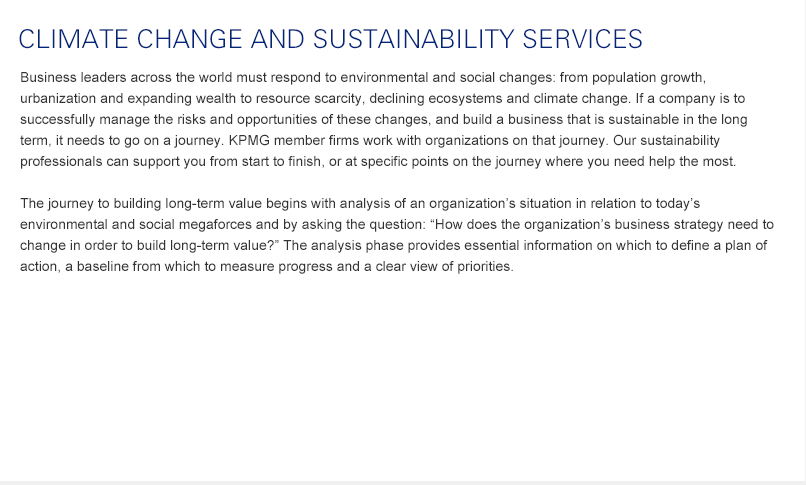 CLIMATE CHANGE AND SUSTAINABILITY SERVICES
Business leaders across the world must respond to environmental and social changes: from population growth,
urbanization and expanding wealth to resource scarcity, declining ecosystems and climate change. If a company is to
successfully manage the risks and opportunities of these changes, and build a business that is sustainable in the long
term, it needs to go on a journey. KPMG member firms work with organizations on that journey. Our sustainability
professionals can support you from start to finish, or at specific points on the journey where you need help the most.
The journey to building long-term value begins with analysis of an organization’s situation in relation to today’s
environmental and social megaforces and by asking the question: “How does the organization’s business strategy need to
change in order to build long-term value?” The analysis phase provides essential information on which to define a plan of
action, a baseline from which to measure progress and a clear view of priorities.